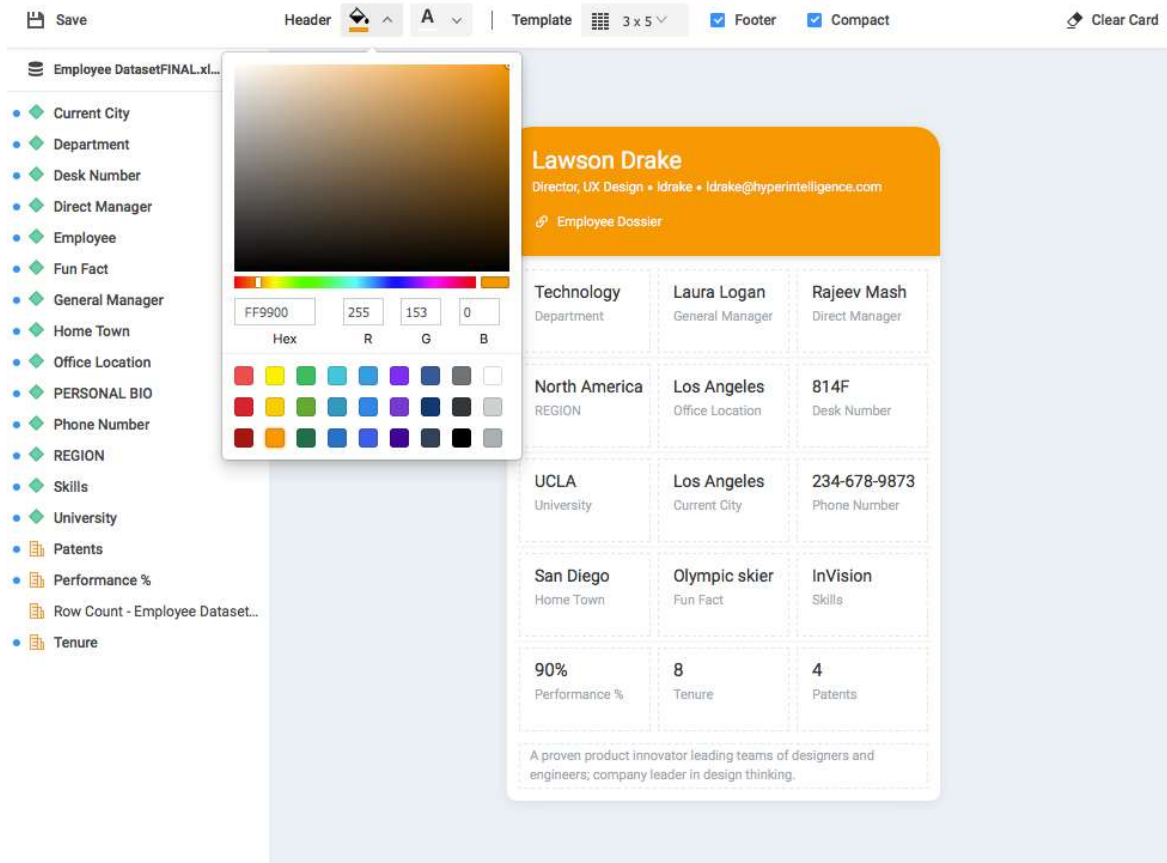 Save
Header
A
Template
3 x 5
Footer
Compact
Clear Card
Employee DatasetFINAL.xl...
Current City
Department
Desk Number
Direct Manager
Employee
Fun Fact
General Manager
Home Town
Office Location
PERSONAL BIO
Phone Number
REGION
Skills
University
Patents
Performance %
Row Count - Employee Dataset...
Tenure
FF9900
255
153
0
Hex
R
G
B
Lawson Drake
Director, UX Design • ldrake • ldrake@hyperintelligence.com
Employee Dossier
Technology
Laura Logan
Rajeev Mash
Department
General Manager
Direct Manager
North America
Los Angeles
814F
REGION
Office Location
Desk Number
UCLA
Los Angeles
234-678-9873
University
Current City
Phone Number
San Diego
Olympic skier
InVision
Home Town
Fun Fact
Skills
90%
8
4
Performance %
Tenure
Patents
A proven product innovator leading teams of designers and
engineers; company leader in design thinking.